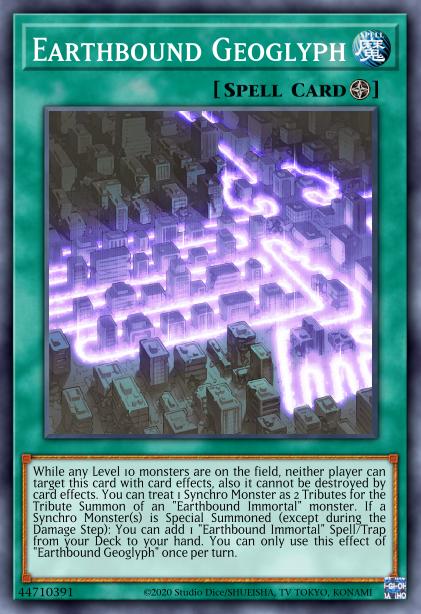 EARTHBOUND GEOGLYPH
SPELL
魔
[SPELL CARD]
While any Level 10 monsters are on the field, neither player can
target this card with card effects, also it cannot be destroyed by
card effects. You can treat 1 Synchro Monster as 2 Tributes for the
Tribute Summon of an "Earthbound Immortal" monster. If a
Synchro Monster(s) is Special Summoned (except during the
Damage Step): You can add 1 "Earthbound Immortal" Spell/Trap
from your Deck to your hand. You can only use this effect of
"Earthbound Geoglyph" once per turn.
44710391
©2020 Studio Dice/SHUEISHA, TV TOKYO, KONAMI